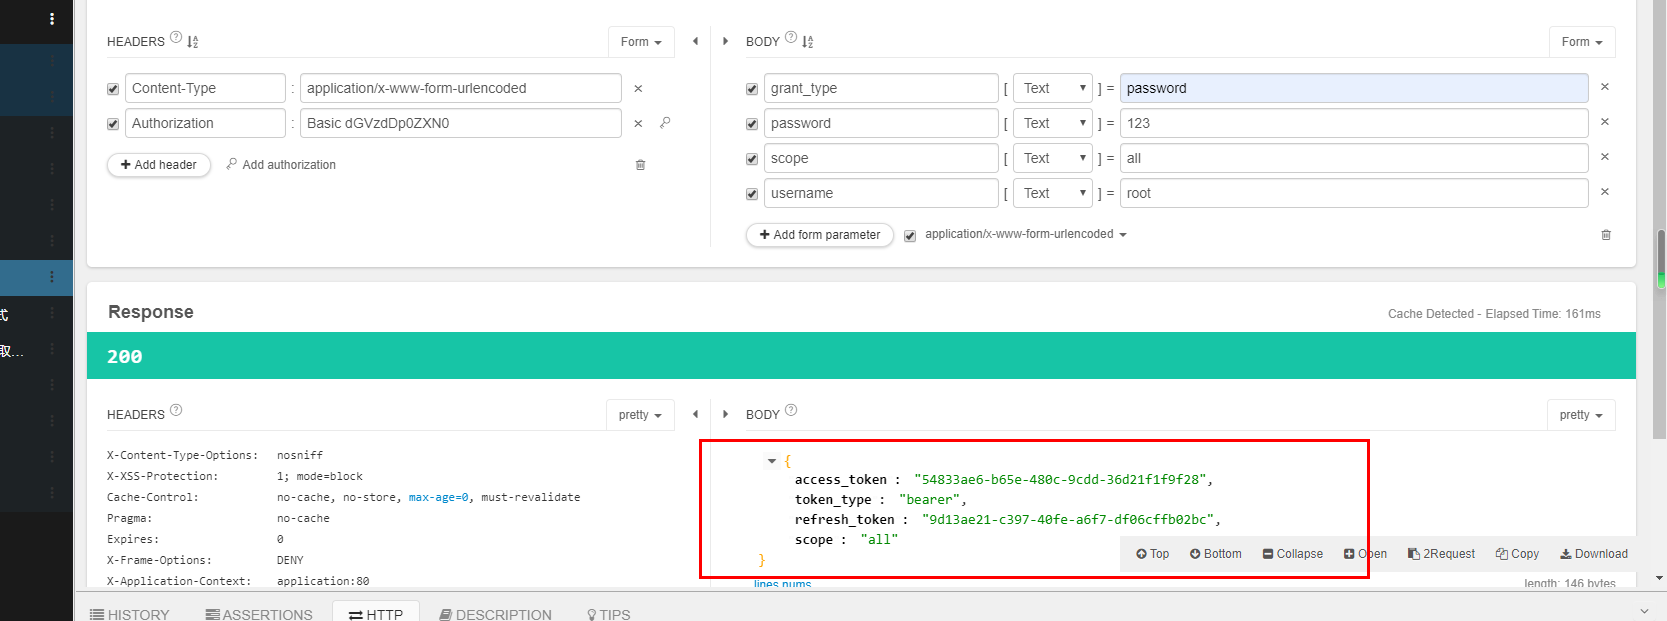 HEADERS ? Form
Content-Type : application/x-www-form-urlencoded
Authorization : Basic dGVzdDp0ZXN0
Add header Add authorization
BODY ? Form
grant_type [ Text ] = password
password [ Text ] = 123
scope [ Text ] = all
username [ Text ] = root
Add form parameter application/x-www-form-urlencoded
式
取...
Response
Cache Detected - Elapsed Time: 161ms
200
HEADERS ? pretty
X-Content-Type-Options: nosniff
X-XSS-Protection: 1; mode=block
Cache-Control: no-cache, no-store, max-age=0, must-revalidate
Pragma: no-cache
Expires: 0
X-Frame-Options: DENY
X-Application-Context: application:80
BODY ? pretty
{
access_token : "54833ae6-b65e-480c-9cdd-36d21f1f9f28",
token_type : "bearer",
refresh_token : "9d13ae21-c397-40fe-a6f7-df06cffb02bc",
scope : "all"
}
Top Bottom Collapse Open 2Request Copy Download
lines nums
length: 146 bytes
HISTORY ASSERTIONS HTTP DESCRIPTION TIPS